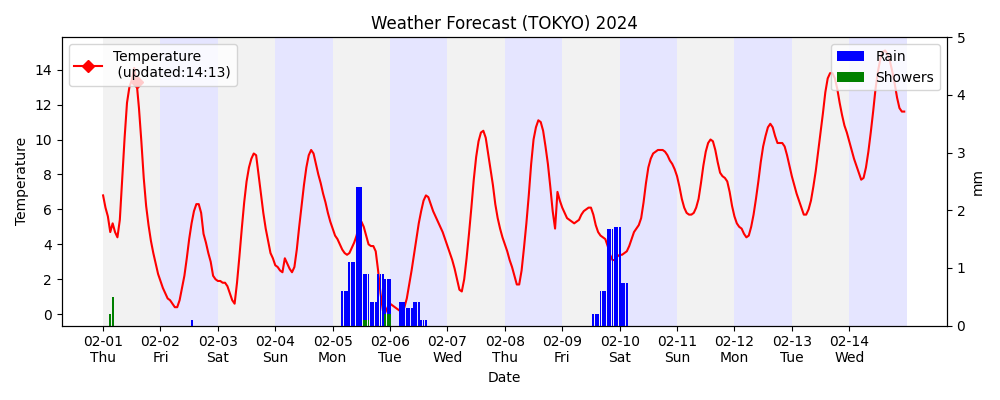 Weather Forecast (TOKYO) 2024
Temperature
(updated:14:13)
Rain
Showers
Temperature
14
12
10
8
6
4
2
0
5
4
3
2
1
0
mm
02-01 02-02 02-03 02-04 02-05 02-06 02-07 02-08 02-09 02-10 02-11 02-12 02-13 02-14
Thu Fri Sat Sun Mon Tue Wed Thu Fri Sat Sun Mon Tue Wed
Date